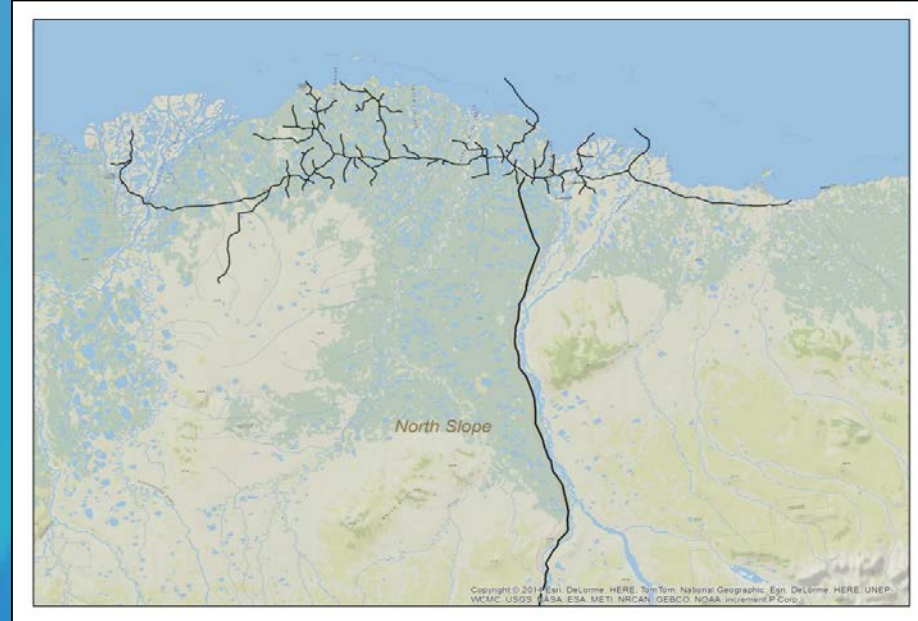 North Slope
Copyright © 2014 Esri, DeLorme, HERE, TomTom, National Geographic, Esri, DeLorme, HERE, UNEP-
WCMC, USGS, NASA, ESA, METI, NRCAN, GEBCO, NOAA, increment P Corp.